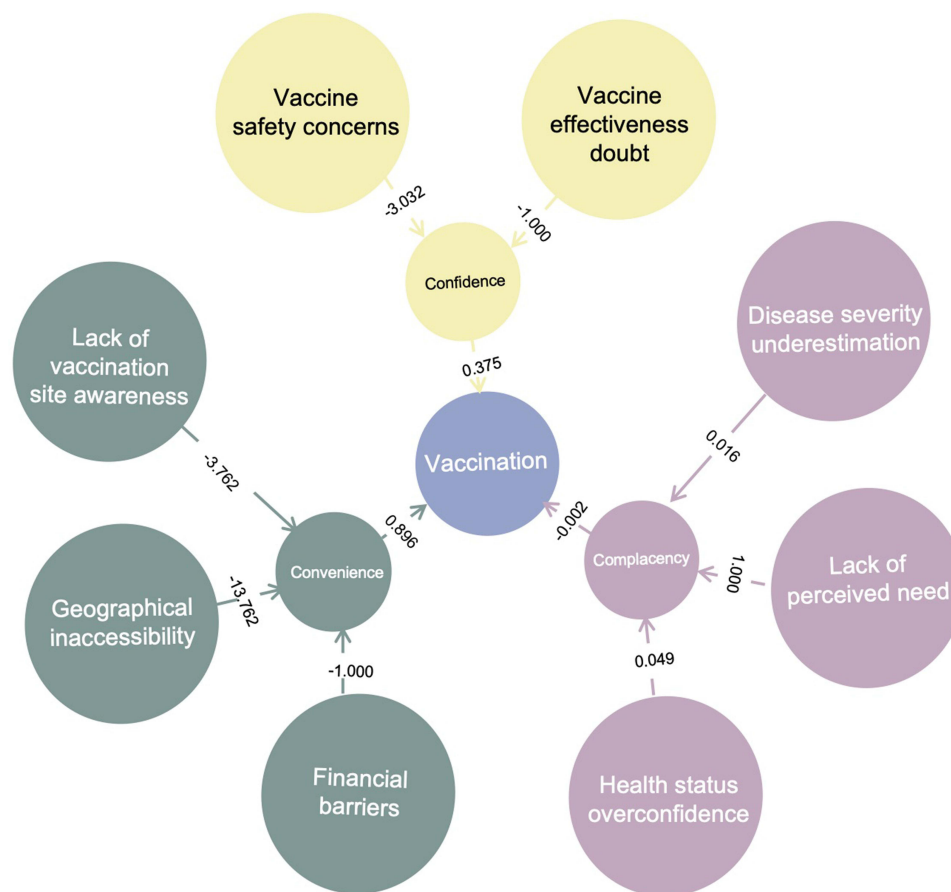 Vaccine
safety concerns
Vaccine
effectiveness
doubt
-3.032
-1.000
Confidence
0.375
Lack of
vaccination
site awareness
Disease severity
underestimation
-3.762
0.016
Vaccination
0.896
-0.002
Convenience
Complacency
Geographical
inaccessibility
-13.762
1.000
Lack of
perceived need
-1.000
0.049
Financial
barriers
Health status
overconfidence